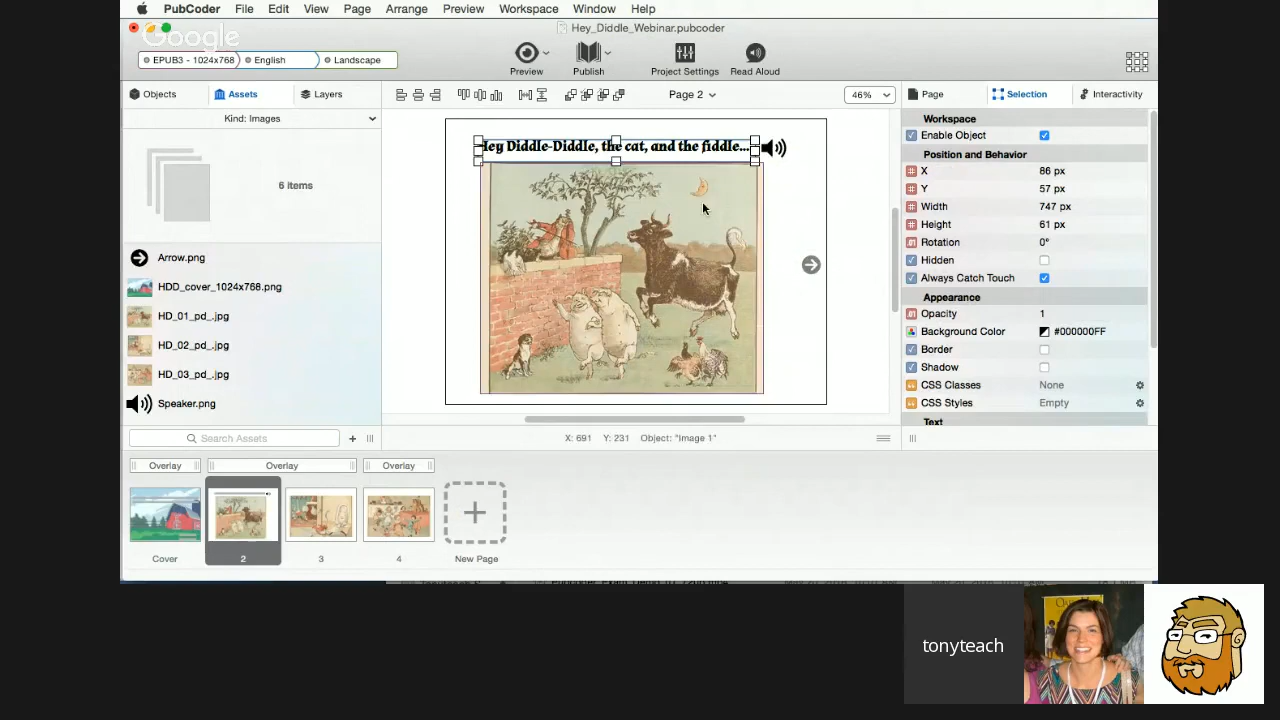 PubCoder File Edit View Page Arrange Preview Workspace Window Help
Hey_Diddle_Webinar.pubcoder
Google
EPUB3 - 1024x768 English Landscape
Preview Publish Project Settings Read Aloud
Objects Assets Layers
Page 2
46%
Page Selection Interactivity
Kind: Images
6 items
Arrow.png
HDD_cover_1024x768.png
HD_01_pd_.jpg
HD_02_pd_.jpg
HD_03_pd_.jpg
Speaker.png
Search Assets
Hey Diddle-Diddle, the cat, and the fiddle...
X: 691 Y: 231 Object: "Image 1"
Workspace
Enable Object
Position and Behavior
X 86 px
Y 57 px
Width 747 px
Height 61 px
Rotation 0°
Hidden
Always Catch Touch
Appearance
Opacity 1
Background Color #000000FF
Border
Shadow
CSS Classes None
CSS Styles Empty
Text
Overlay Overlay Overlay
Cover 2 3 4 New Page
tonyteach